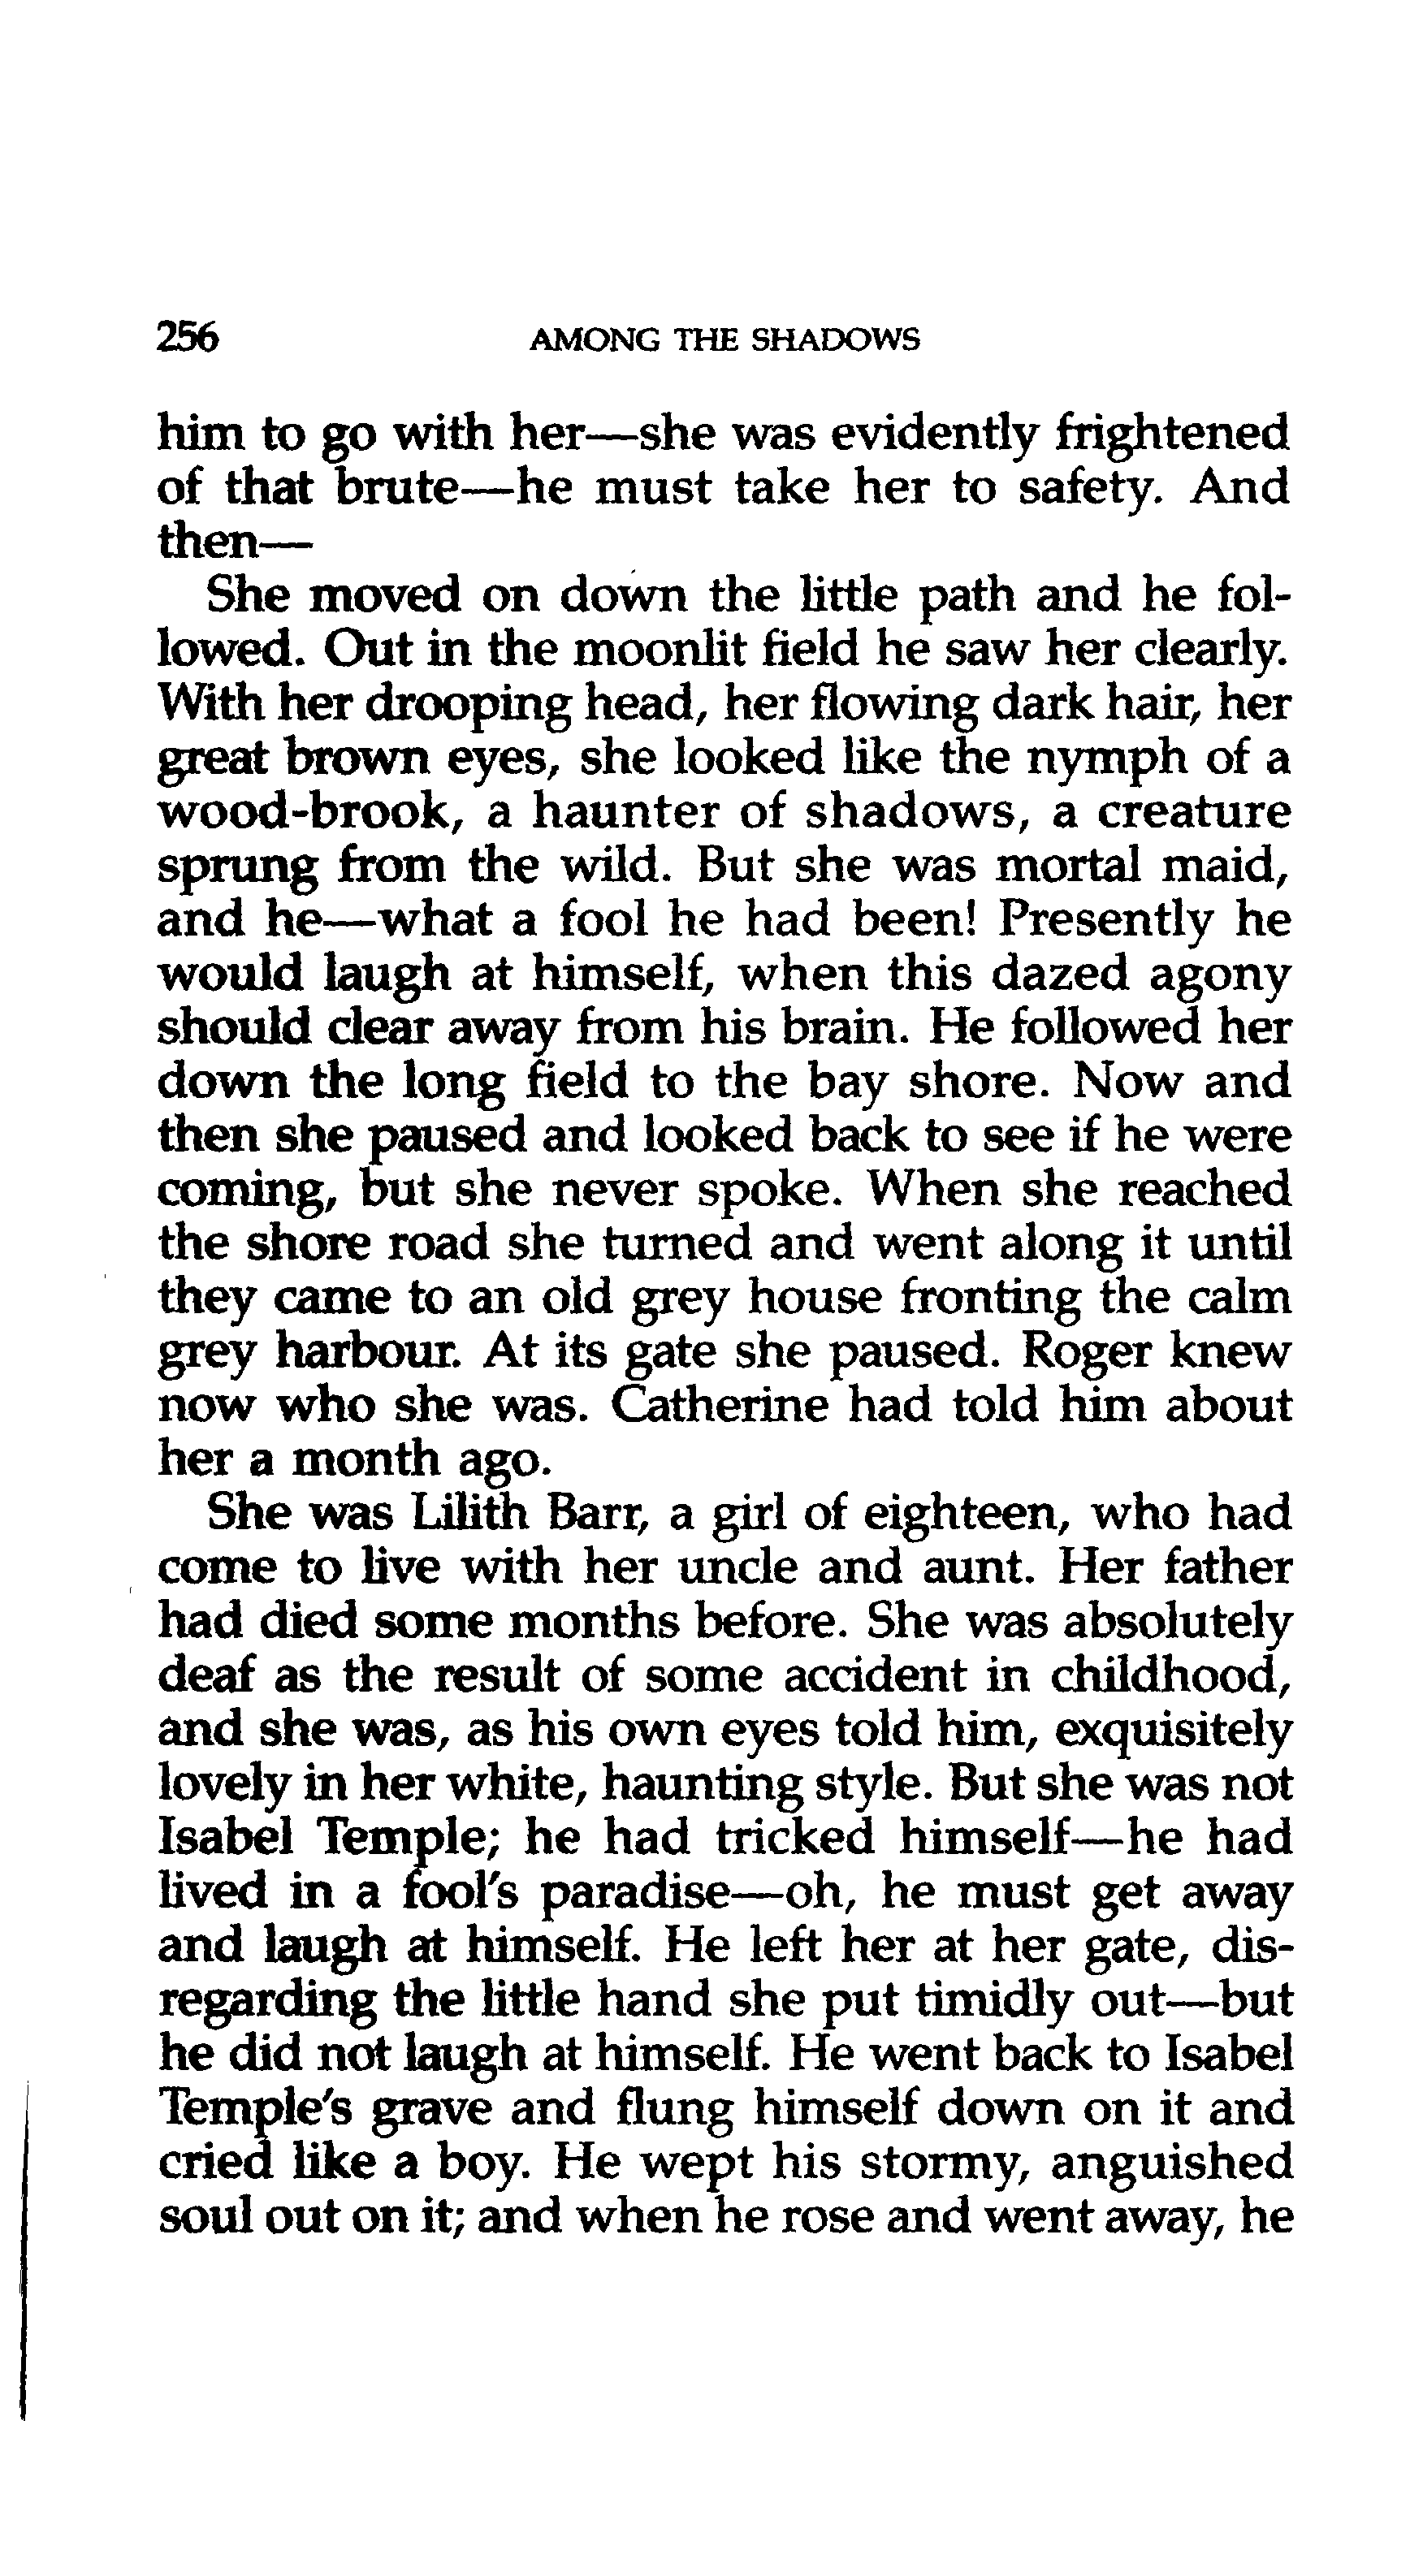 256 AMONG THE SHADOWS
him to go with her—she was evidently frightened
of that brute—he must take her to safety. And
then—
She moved on down the little path and he fol-
lowed. Out in the moonlit field he saw her clearly.
With her drooping head, her flowing dark hair, her
great brown eyes, she looked like the nymph of a
wood-brook, a haunter of shadows, a creature
sprung from the wild. But she was mortal maid,
and he—what a fool he had been! Presently he
would laugh at himself, when this dazed agony
should clear away from his brain. He followed her
down the long field to the bay shore. Now and
then she paused and looked back to see if he were
coming, but she never spoke. When she reached
the shore road she turned and went along it until
they came to an old grey house fronting the calm
grey harbour. At its gate she paused. Roger knew
now who she was. Catherine had told him about
her a month ago.
She was Lilith Barr, a girl of eighteen, who had
come to live with her uncle and aunt. Her father
had died some months before. She was absolutely
deaf as the result of some accident in childhood,
and she was, as his own eyes told him, exquisitely
lovely in her white, haunting style. But she was not
Isabel Temple; he had tricked himself—he had
lived in a fool's paradise—oh, he must get away
and laugh at himself. He left her at her gate, dis-
regarding the little hand she put timidly out—but
he did not laugh at himself. He went back to Isabel
Temple's grave and flung himself down on it and
cried like a boy. He wept his stormy, anguished
soul out on it; and when he rose and went away, he